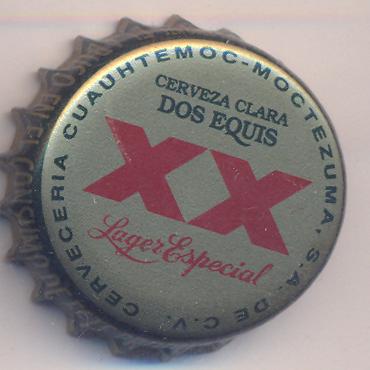 CERVECERIA CUAUHTEMOC-MOCTEZUMA, S.A. DE C.V.
CERVEZA CLARA
DOS EQUIS
XX
Lager Especial